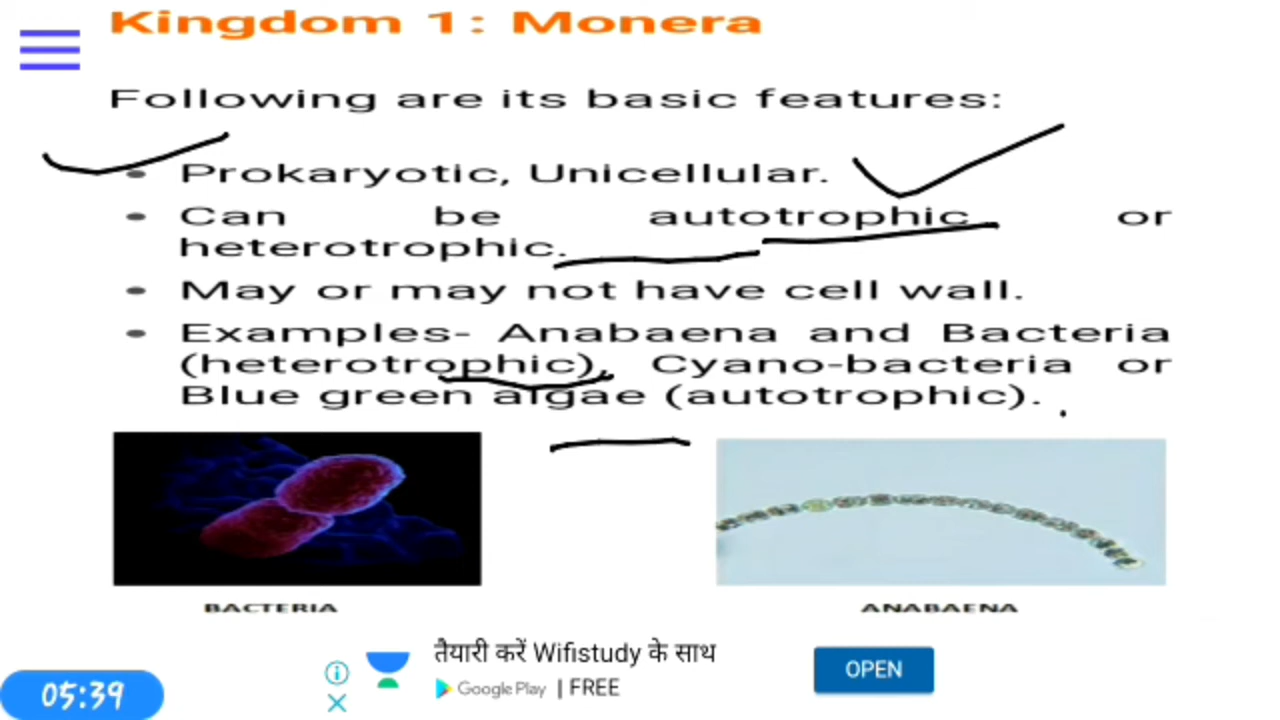 Kingdom 1: Monera
Following are its basic features:
• Prokaryotic, Unicellular.
• Can be autotrophic or
heterotrophic.
• May or may not have cell wall.
• Examples- Anabaena and Bacteria
(heterotrophic), Cyano-bacteria or
Blue green algae (autotrophic).
BACTERIA
ANABAENA
तैयारी करें Wifistudy के साथ
Google Play | FREE
OPEN
05:39